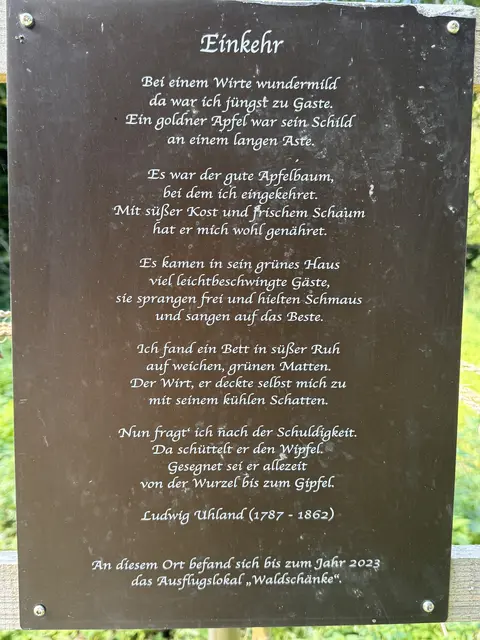 Einkehr
Bei einem Wirte wundermild
da war ich jüngst zu Gaste.
Ein goldner Apfel war sein Schild
an einem langen Aste.
Es war der gute Apfelbaum,
bei dem ich eingekehret.
Mit süßer Kost und frischem Schaum
hat er mich wohl genähret.
Es kamen in sein grünes Haus
viel leichtbeschwingte Gäste,
sie sprangen frei und hielten Schmaus
und sangen auf das Beste.
Ich fand ein Bett in süßer Ruh
auf weichen, grünen Matten.
Der Wirt, er deckte selbst mich zu
mit seinem kühlen Schatten.
Nun fragt' ich nach der Schuldigkeit.
Da schüttelt er den Wipfel.
Gesegnet sei er allezeit
von der Wurzel bis zum Gipfel.
Ludwig Uhland (1787 - 1862)
An diesem Ort befand sich bis zum Jahr 2023
das Ausflugslokal „Waldschänke".